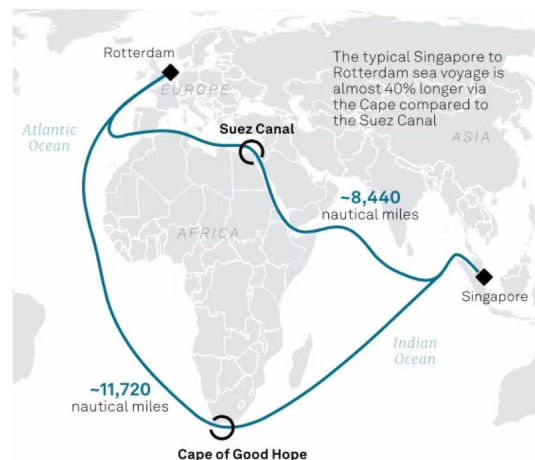 Rotterdam
The typical Singapore to
Rotterdam sea voyage is
almost 40% longer via
the Cape compared to
the Suez Canal
EUROPE
Atlantic
Ocean
Suez Canal
ASIA
~8,440
nautical miles
AFRICA
Singapore
Indian
Ocean
~11,720
nautical miles
Cape of Good Hope